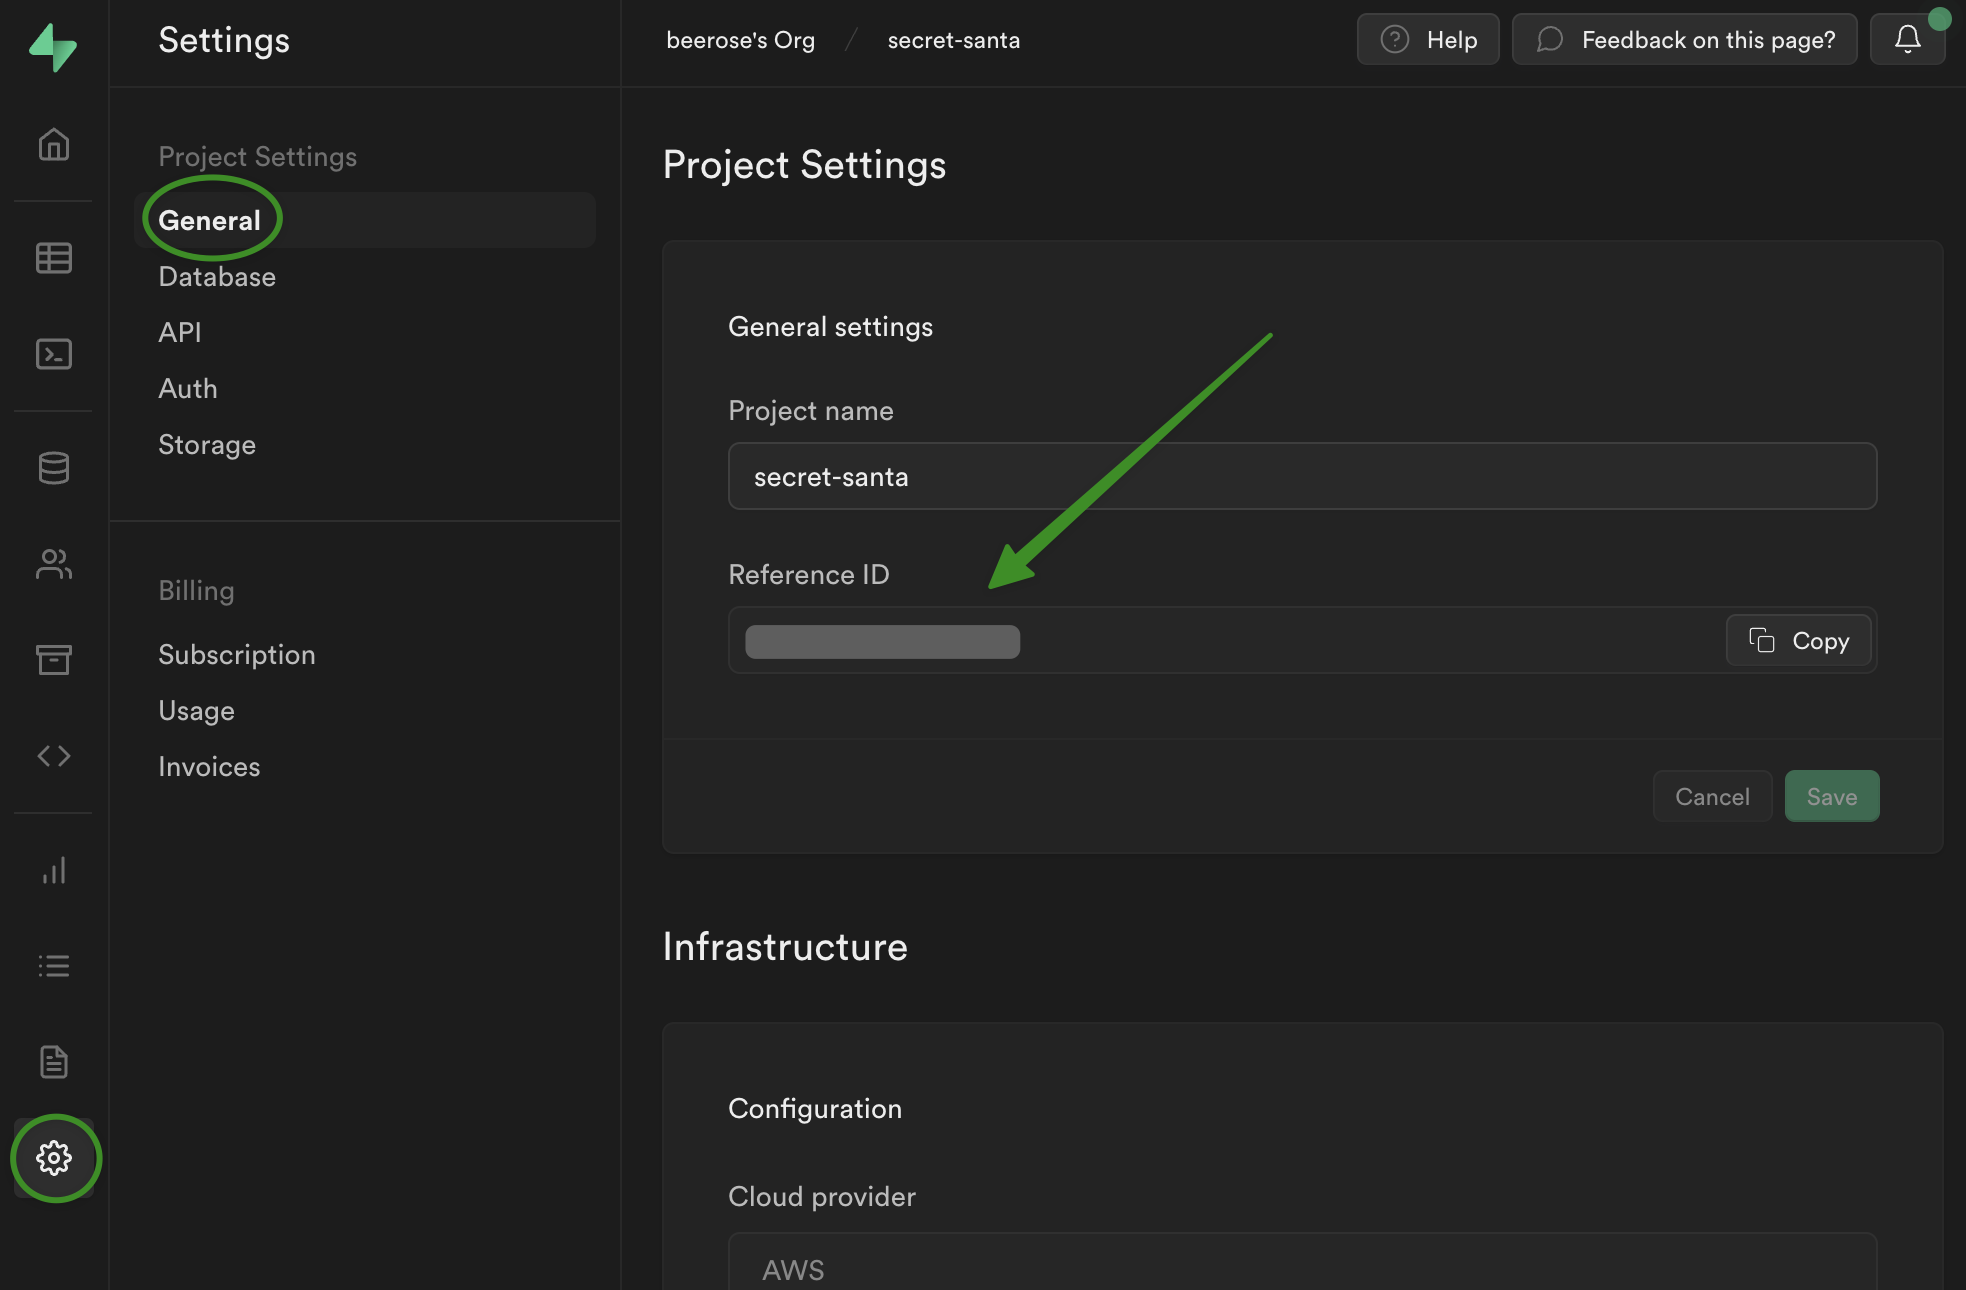 Settings
beerose's Org / secret-santa
Help
Feedback on this page?
Project Settings
General
Database
API
Auth
Storage
Billing
Subscription
Usage
Invoices
Project Settings
General settings
Project name
secret-santa
Reference ID
Copy
Cancel
Save
Infrastructure
Configuration
Cloud provider
AWS